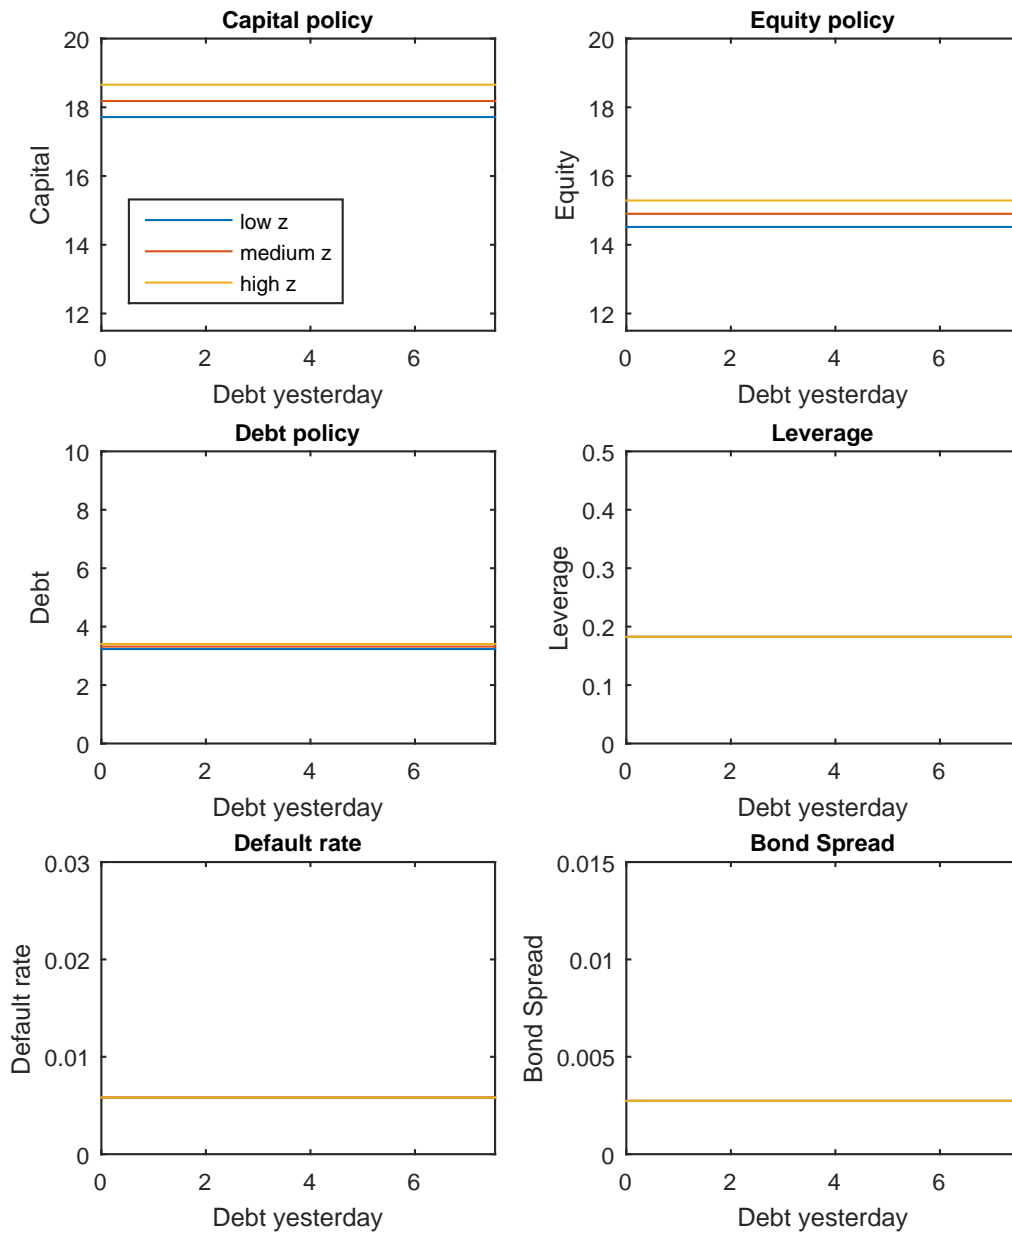 Capital policy
20
18
16
14
12
Capital
low z
medium z
high z
0 2 4 6
Debt yesterday
Equity policy
20
18
16
14
12
Equity
0 2 4 6
Debt yesterday
Debt policy
10
8
6
4
2
0
Debt
0 2 4 6
Debt yesterday
Leverage
0.5
0.4
0.3
0.2
0.1
0
Leverage
0 2 4 6
Debt yesterday
Default rate
0.03
0.02
0.01
0
Default rate
0 2 4 6
Debt yesterday
Bond Spread
0.015
0.01
0.005
0
Bond Spread
0 2 4 6
Debt yesterday